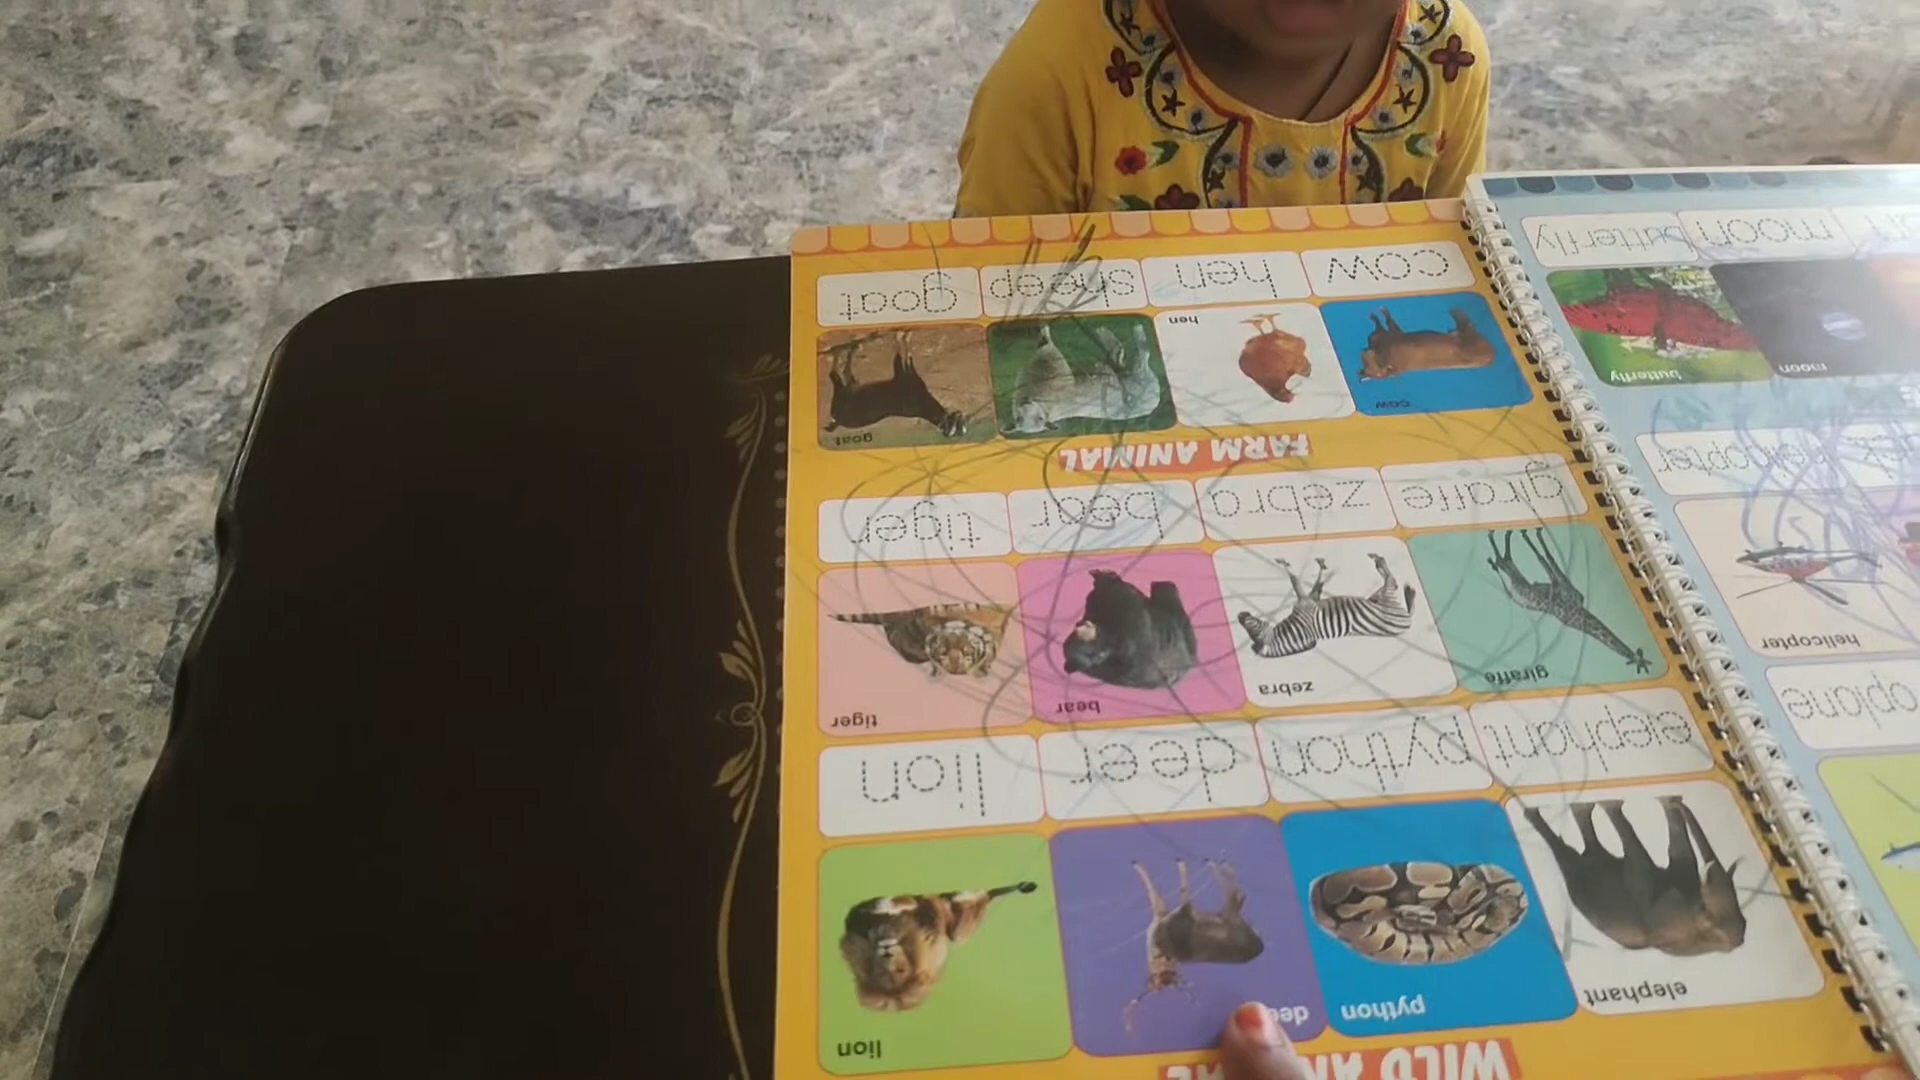 WILD
elephant python lion
elephant python deer lion
giraffe zebra bear tiger
giraffe zebra bear tiger
FARM ANIMAL
cow hen goat
cow hen sheep goat
helicopter
helicopter
moon butterfly
moon butterfly